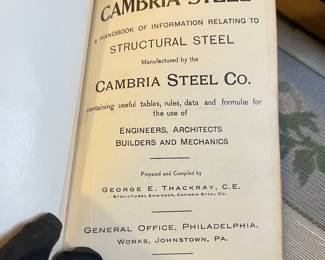 CAMBRIA STEEL
A HANDBOOK OF INFORMATION RELATING TO
STRUCTURAL STEEL
Manufactured by the
CAMBRIA STEEL CO.
containing useful tables, rules, data and formulæ for
the use of
ENGINEERS, ARCHITECTS
BUILDERS AND MECHANICS
Prepared and Compiled by
GEORGE E. THACKRAY, C.E.
STRUCTURAL ENGINEER, CAMBRIA STEEL CO.
GENERAL OFFICE, PHILADELPHIA.
WORKS, JOHNSTOWN, PA.